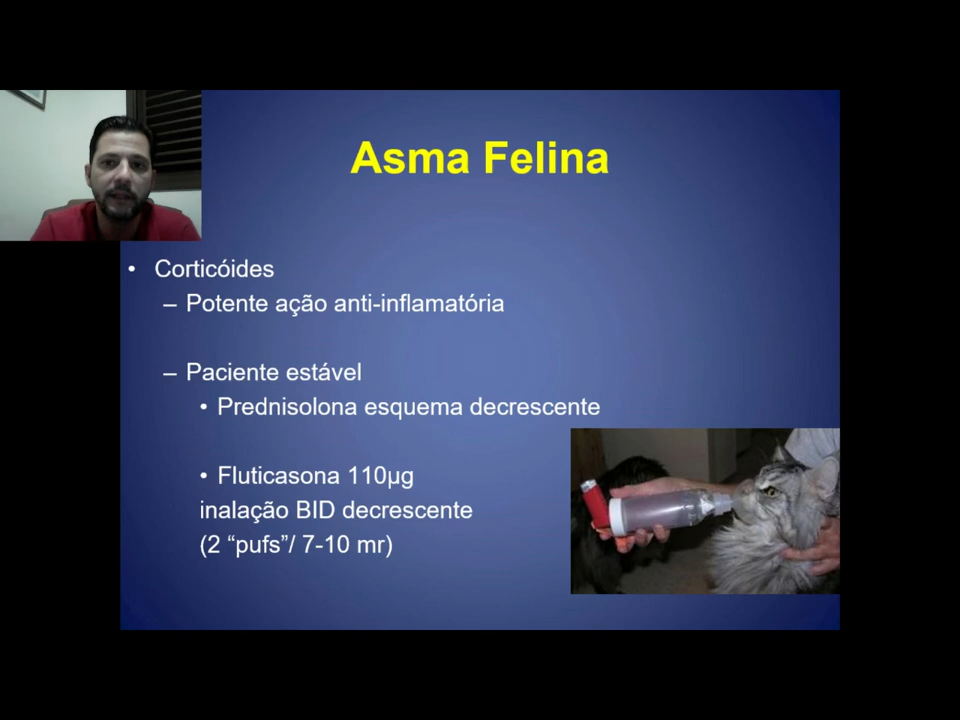 Asma Felina
• Corticóides
– Potente ação anti-inflamatória
– Paciente estável
• Prednisolona esquema decrescente
• Fluticasona 110µg
inalação BID decrescente
(2 “pufs”/ 7-10 mr)